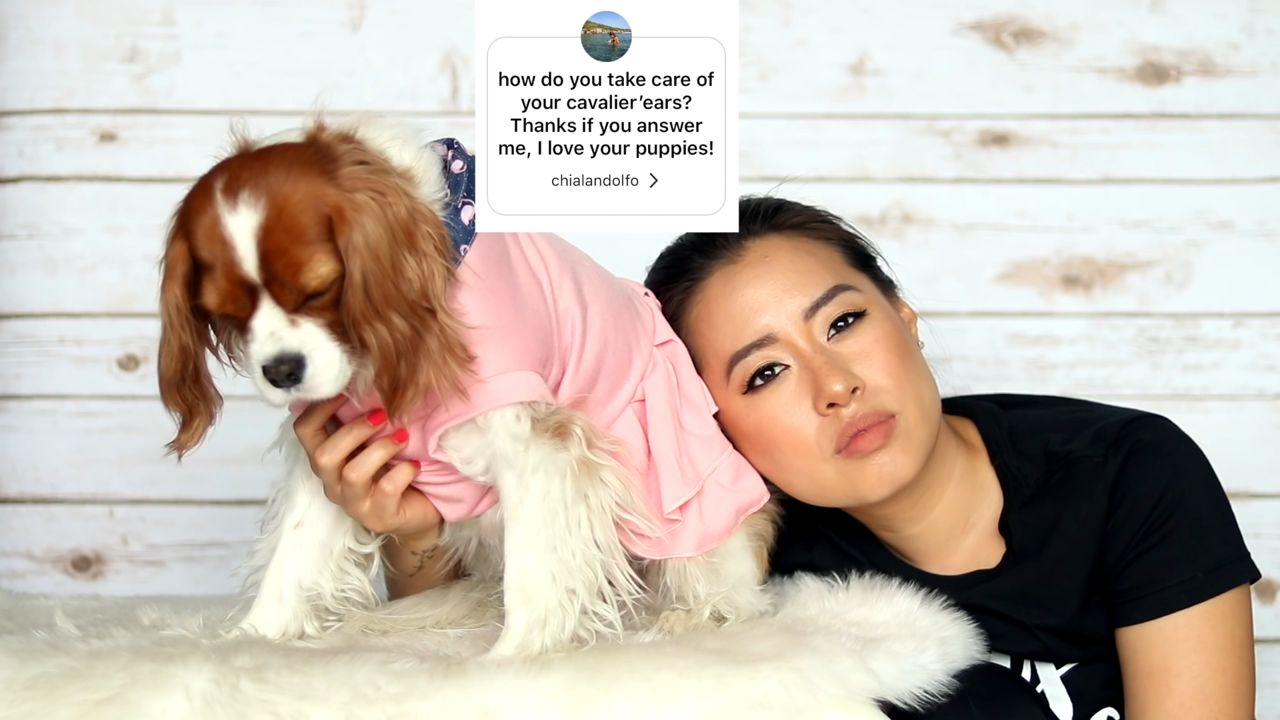 how do you take care of
your cavalier’ears?
Thanks if you answer
me, I love your puppies!
chialandolfo